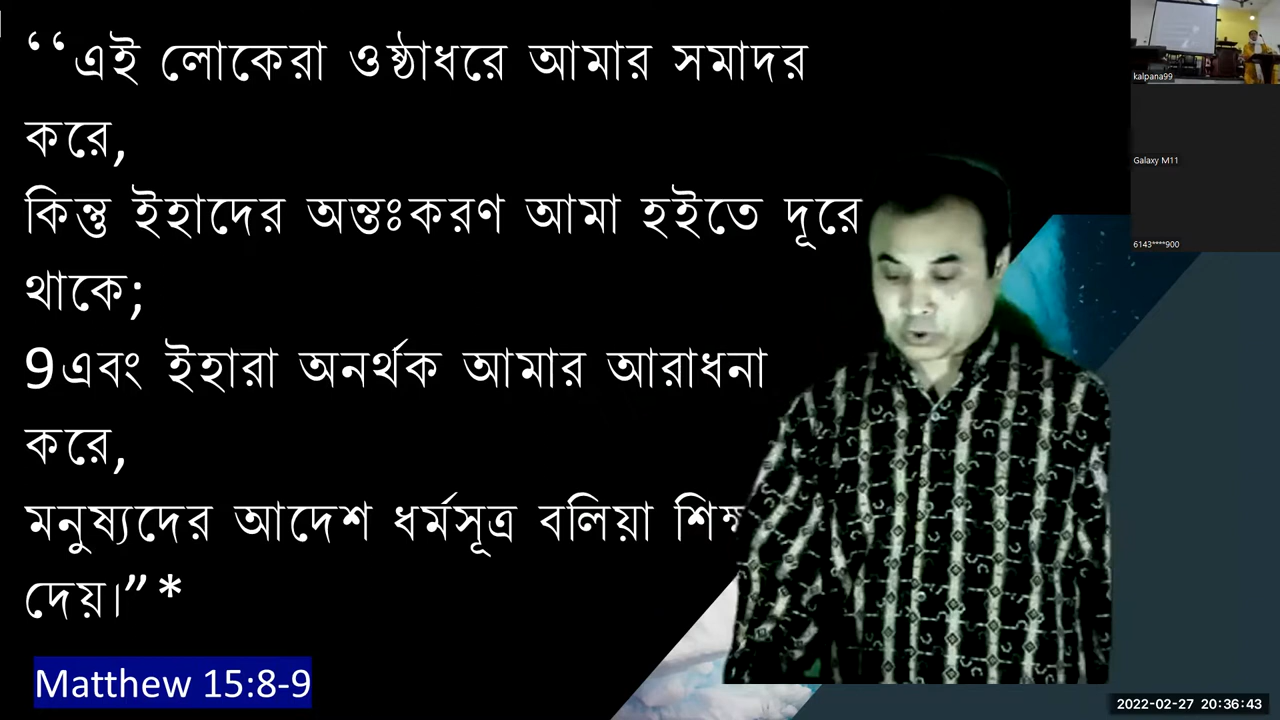 ‘‘এই লোকেরা ওষ্ঠাধরে আমার সমাদর
করে,
কিন্তু ইহাদের অন্তঃকরণ আমা হইতে দূরে
থাকে;
9এবং ইহারা অনর্থক আমার আরাধনা
করে,
মনুষ্যদের আদেশ ধর্মসূত্র বলিয়া
দেয়।”*
Matthew 15:8-9
kalpana99
Galaxy M11
6143****900
2022-02-27 20:36:43